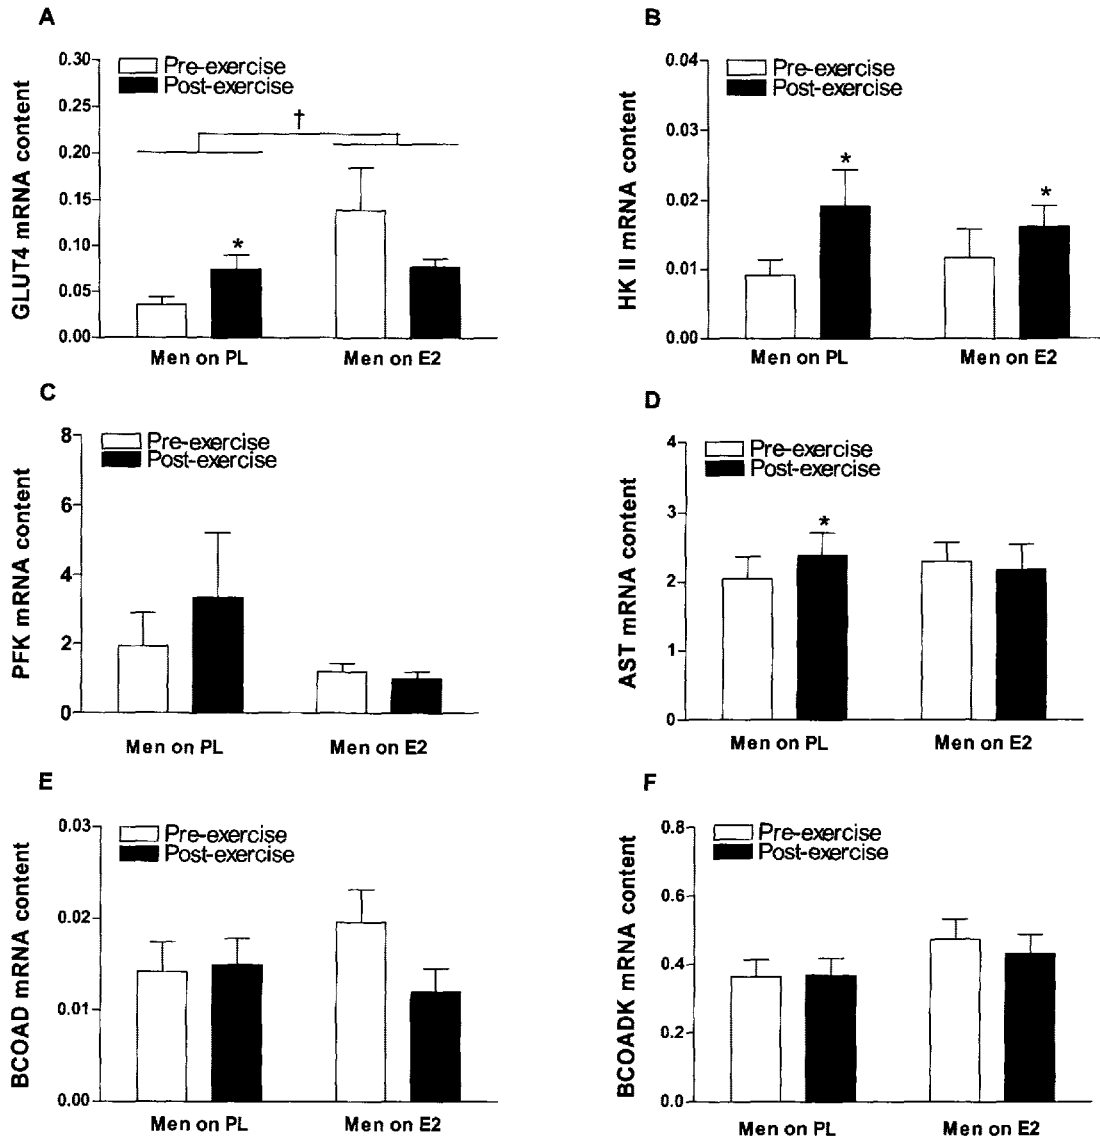 A
GLUT4 mRNA content
0.30
0.25
0.20
0.15
0.10
0.05
0.00
Pre-exercise
Post-exercise
†
*
Men on PL
Men on E2
B
HK II mRNA content
0.04
0.03
0.02
0.01
0.00
Pre-exercise
Post-exercise
*
*
Men on PL
Men on E2
C
PFK mRNA content
8
6
4
2
0
Pre-exercise
Post-exercise
Men on PL
Men on E2
D
AST mRNA content
4
3
2
1
0
Pre-exercise
Post-exercise
*
Men on PL
Men on E2
E
BCOAD mRNA content
0.03
0.02
0.01
0.00
Pre-exercise
Post-exercise
Men on PL
Men on E2
F
BCOADK mRNA content
0.8
0.6
0.4
0.2
0.0
Pre-exercise
Post-exercise
Men on PL
Men on E2